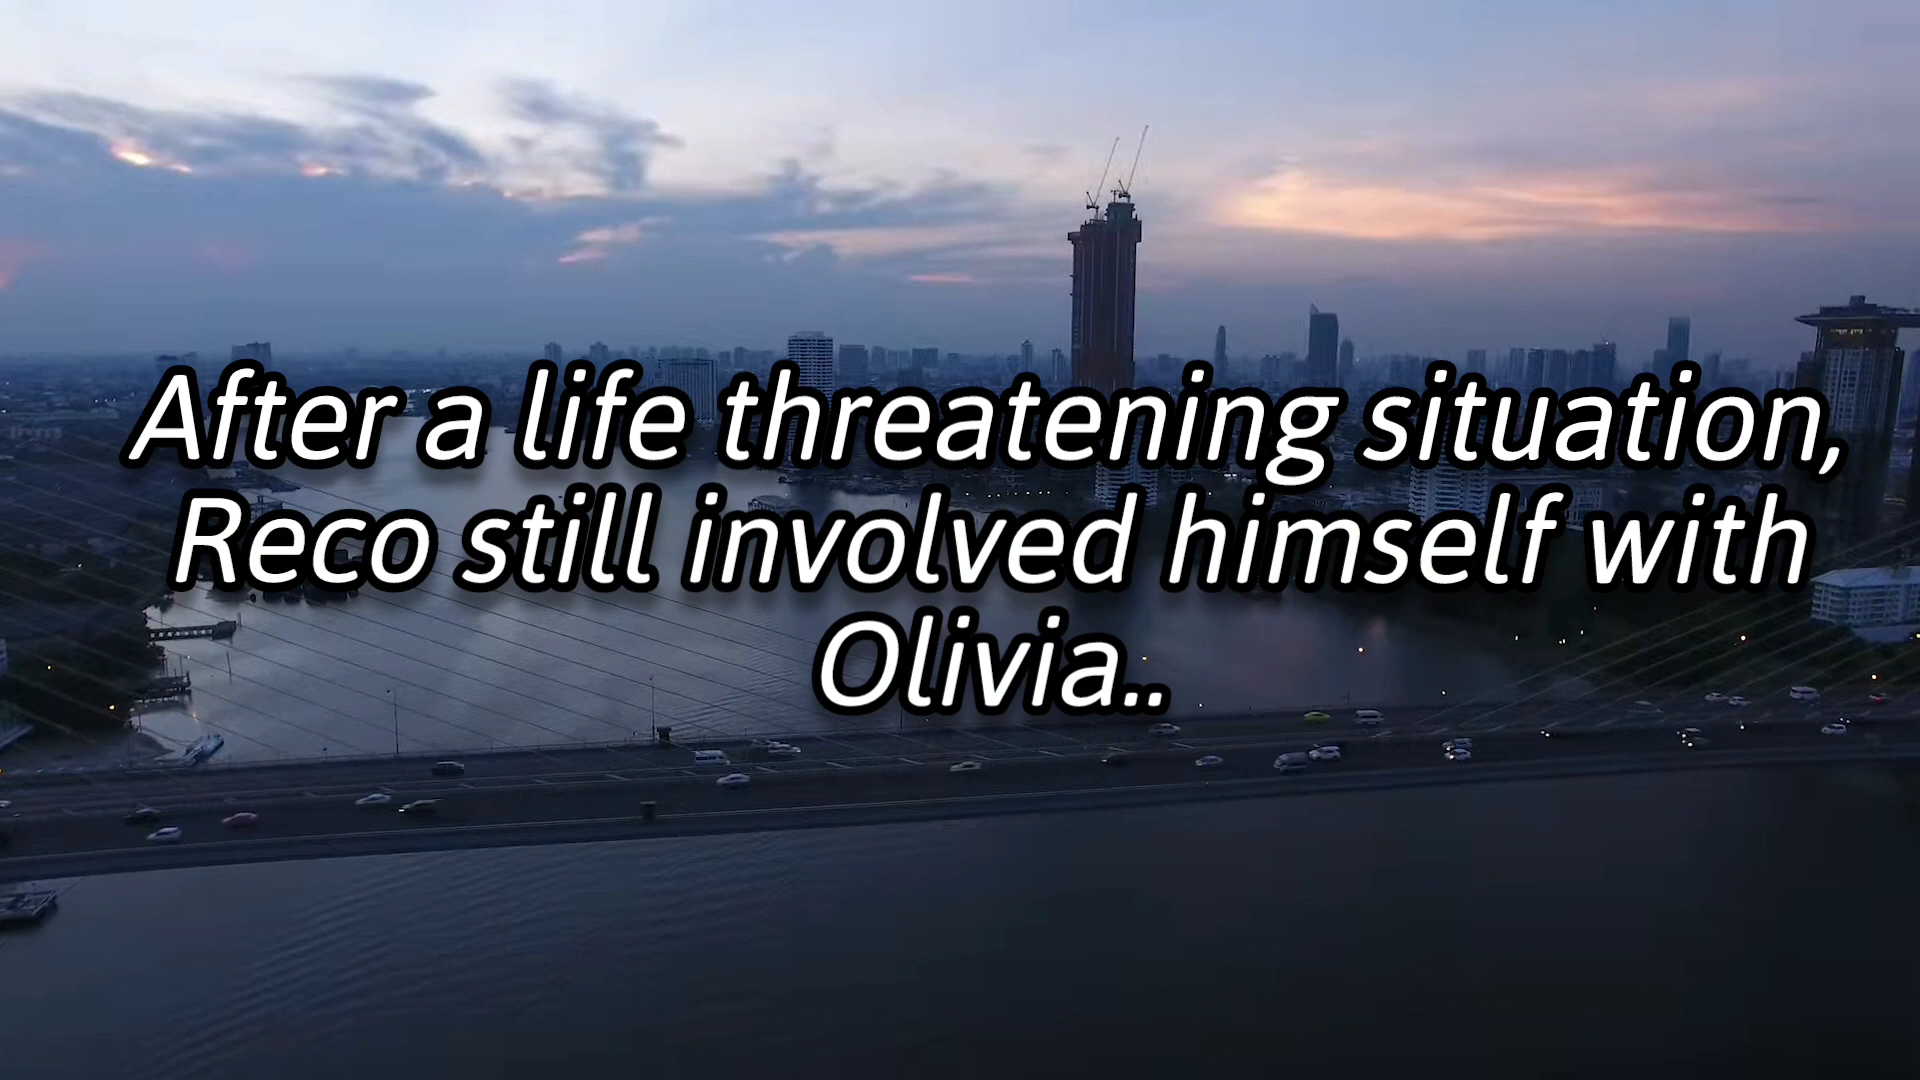 After a life threatening situation,
Reco still involved himself with
Olivia..